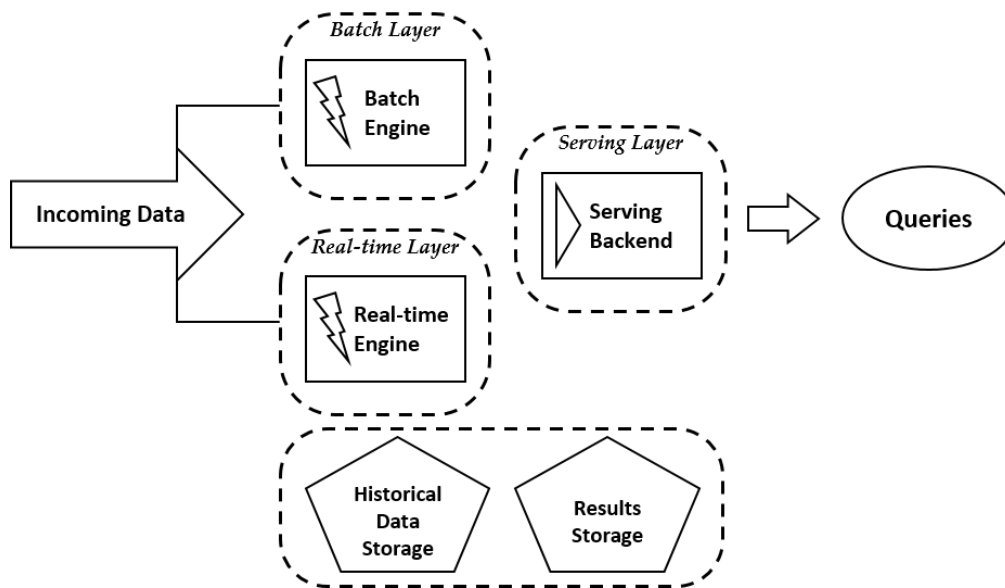 Batch Layer
Batch
Engine
Incoming Data
Real-time Layer
Real-time
Engine
Serving Layer
Serving
Backend
Queries
Historical
Data
Storage
Results
Storage